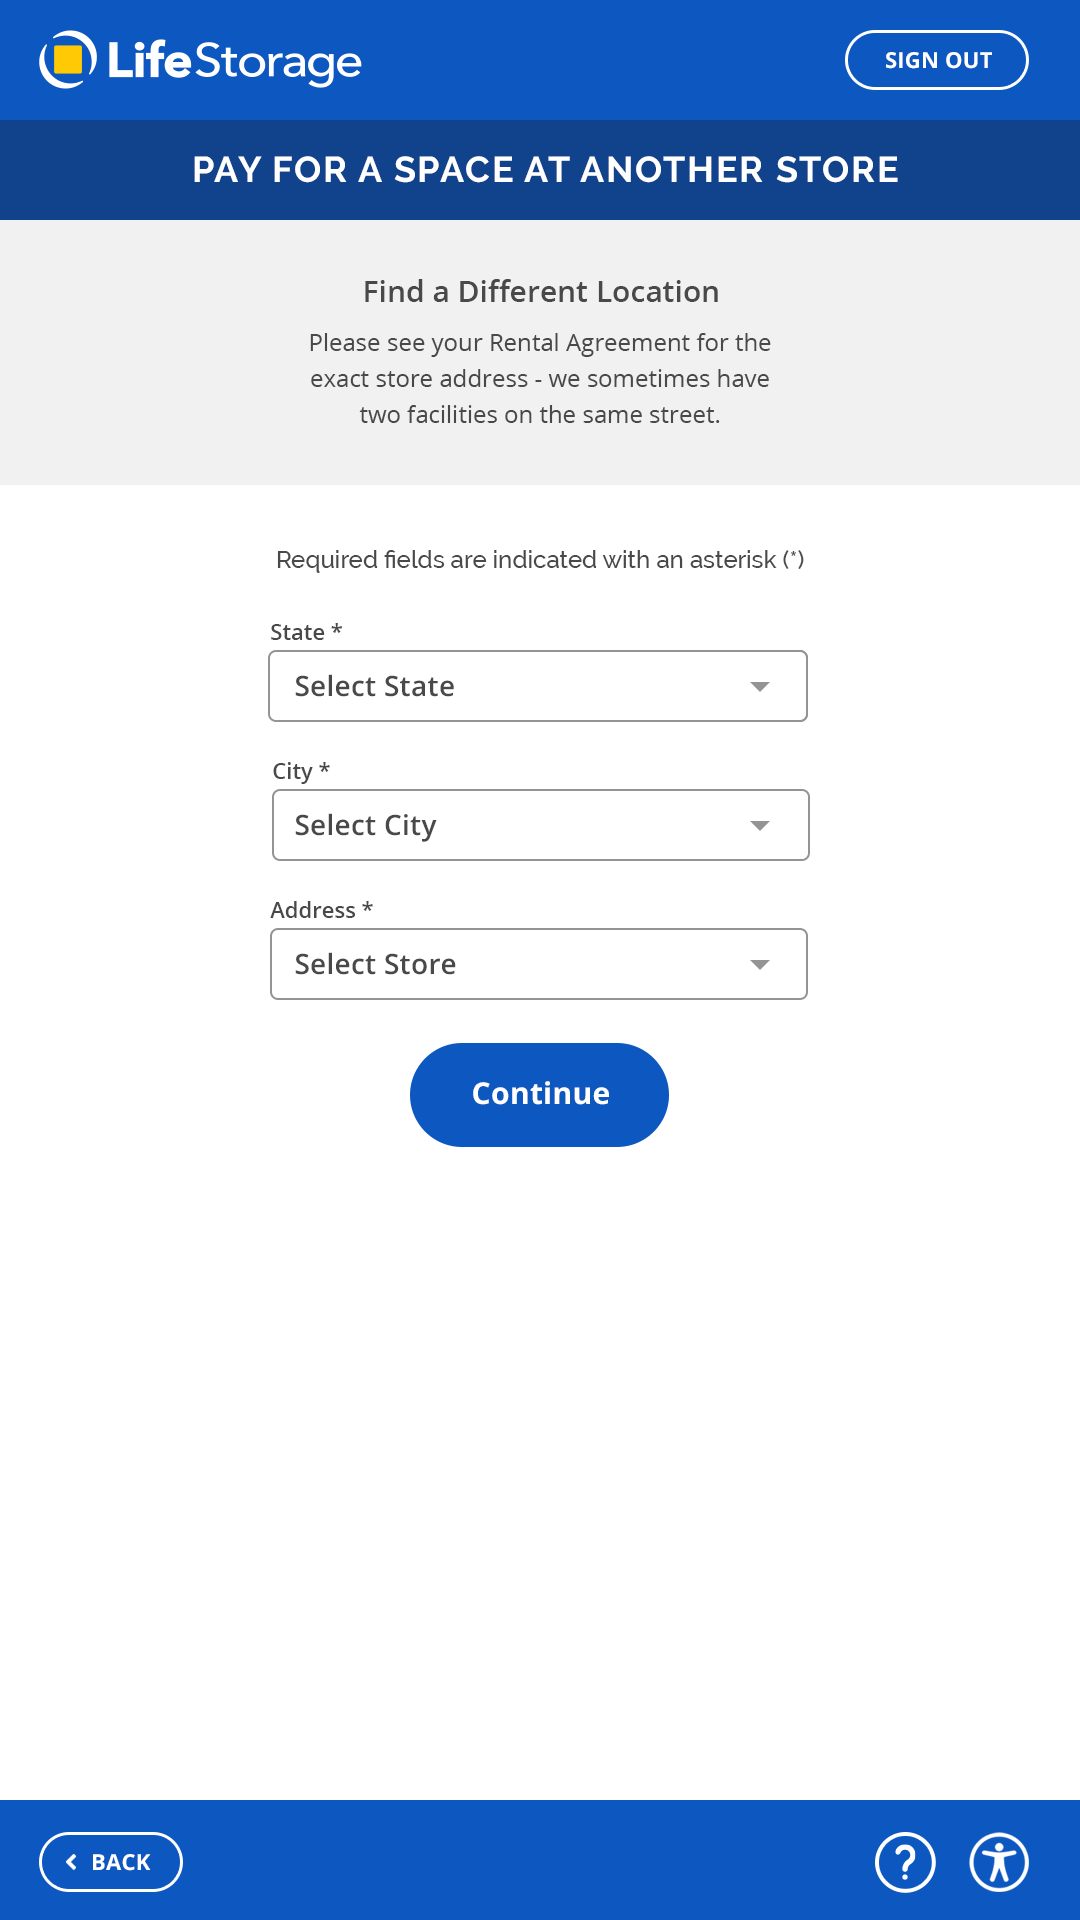 LifeStorage
SIGN OUT
PAY FOR A SPACE AT ANOTHER STORE
Find a Different Location
Please see your Rental Agreement for the
exact store address - we sometimes have
two facilities on the same street.
Required fields are indicated with an asterisk (*)
State *
Select State
City *
Select City
Address *
Select Store
Continue
BACK
?